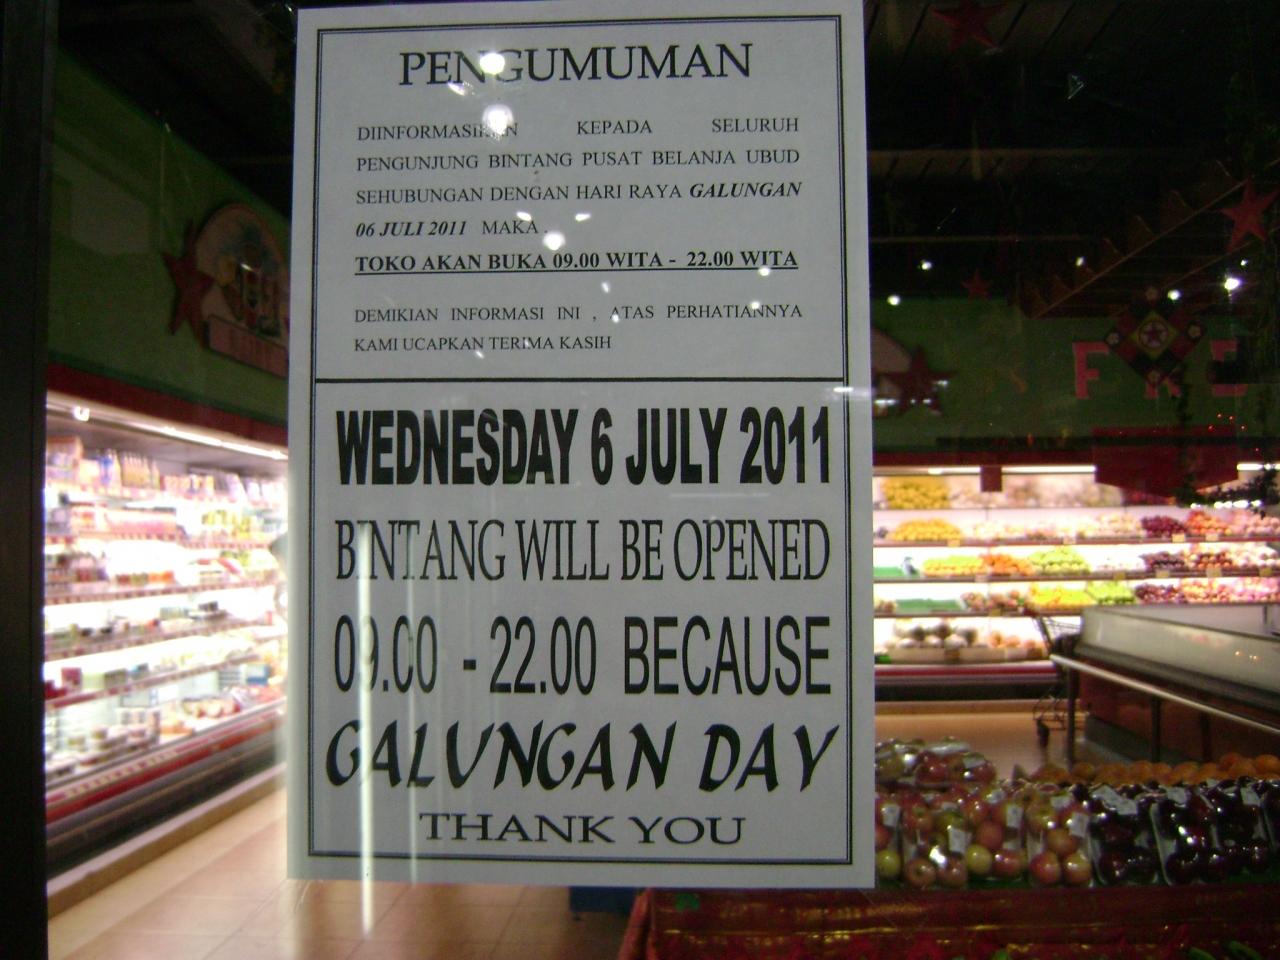 PENGUMUMAN
DIINFORMASIKAN KEPADA SELURUH
PENGUNJUNG BINTANG PUSAT BELANJA UBUD
SEHUBUNGAN DENGAN HARI RAYA GALUNGAN
06 JULI 2011 MAKA .
TOKO AKAN BUKA 09.00 WITA - 22.00 WITA
DEMIKIAN INFORMASI INI , ATAS PERHATIANNYA
KAMI UCAPKAN TERIMA KASIH
WEDNESDAY 6 JULY 2011
BINTANG WILL BE OPENED
09.00 - 22.00 BECAUSE
GALUNGAN DAY
THANK YOU